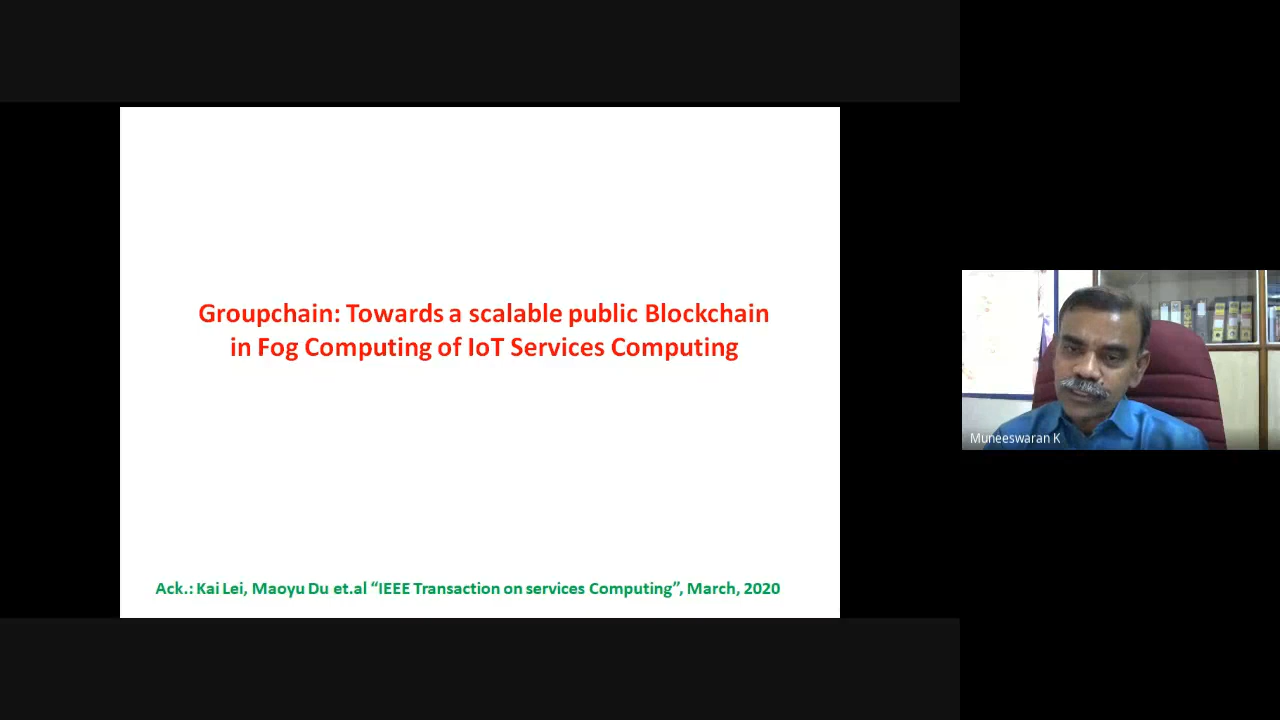 Groupchain: Towards a scalable public Blockchain
in Fog Computing of IoT Services Computing
Ack.: Kai Lei, Maoyu Du et.al “IEEE Transaction on services Computing”, March, 2020
Muneeswaran K